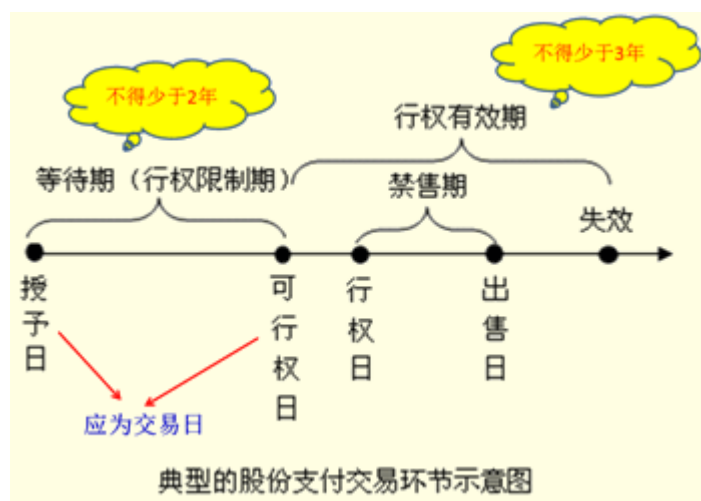 不得少于3年
不得少于2年
行权有效期
等待期（行权限制期）
禁售期
失效
授予日
可行权日
行权日
出售日
应为交易日
典型的股份支付交易环节示意图